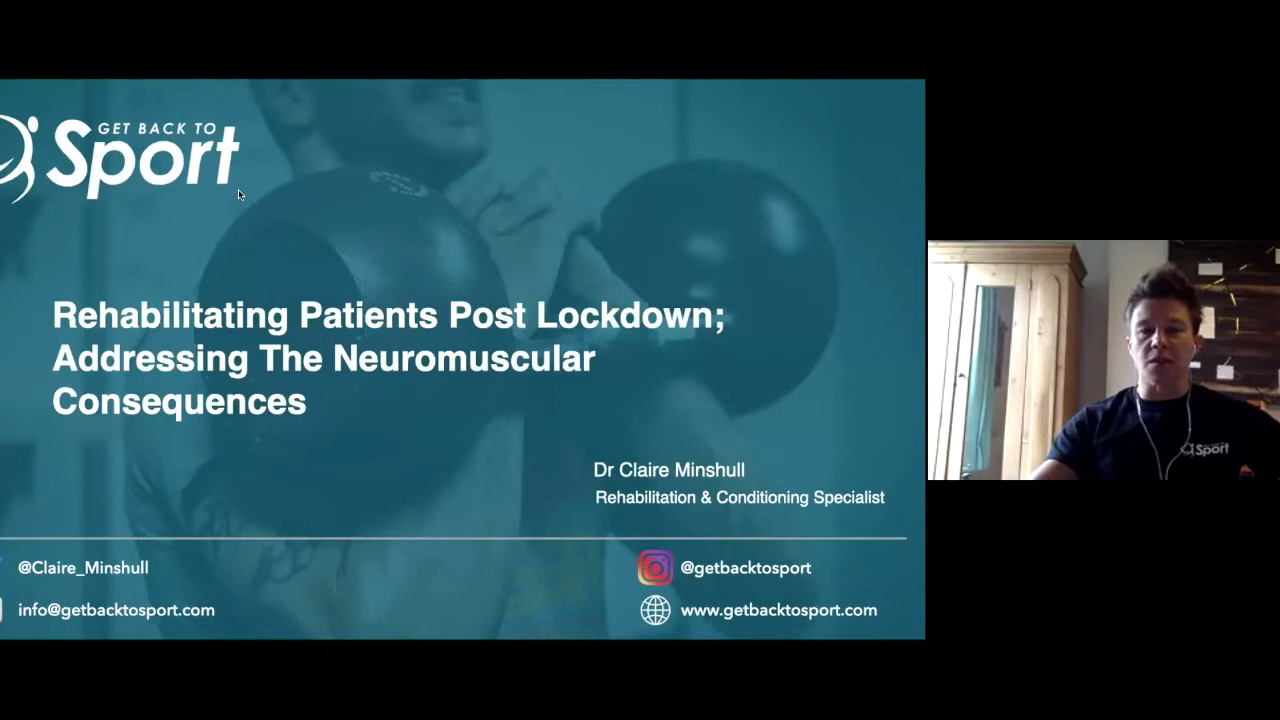 GET BACK TO
Sport
Rehabilitating Patients Post Lockdown;
Addressing The Neuromuscular
Consequences
Dr Claire Minshull
Rehabilitation & Conditioning Specialist
@Claire_Minshull
@getbacktosport
info@getbacktosport.com
www.getbacktosport.com
Sport